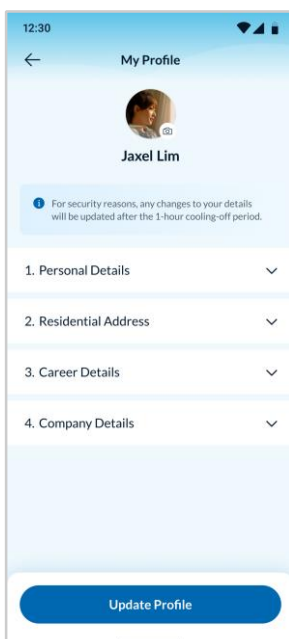 12:30
My Profile
Jaxel Lim
For security reasons, any changes to your details
will be updated after the 1-hour cooling-off period.
1. Personal Details
2. Residential Address
3. Career Details
4. Company Details
Update Profile